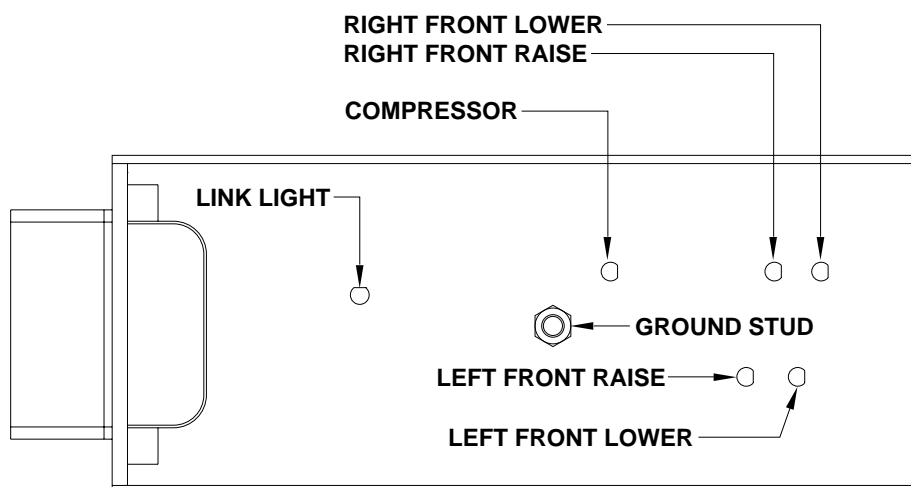 RIGHT FRONT LOWER
RIGHT FRONT RAISE
COMPRESSOR
LINK LIGHT
GROUND STUD
LEFT FRONT RAISE
LEFT FRONT LOWER